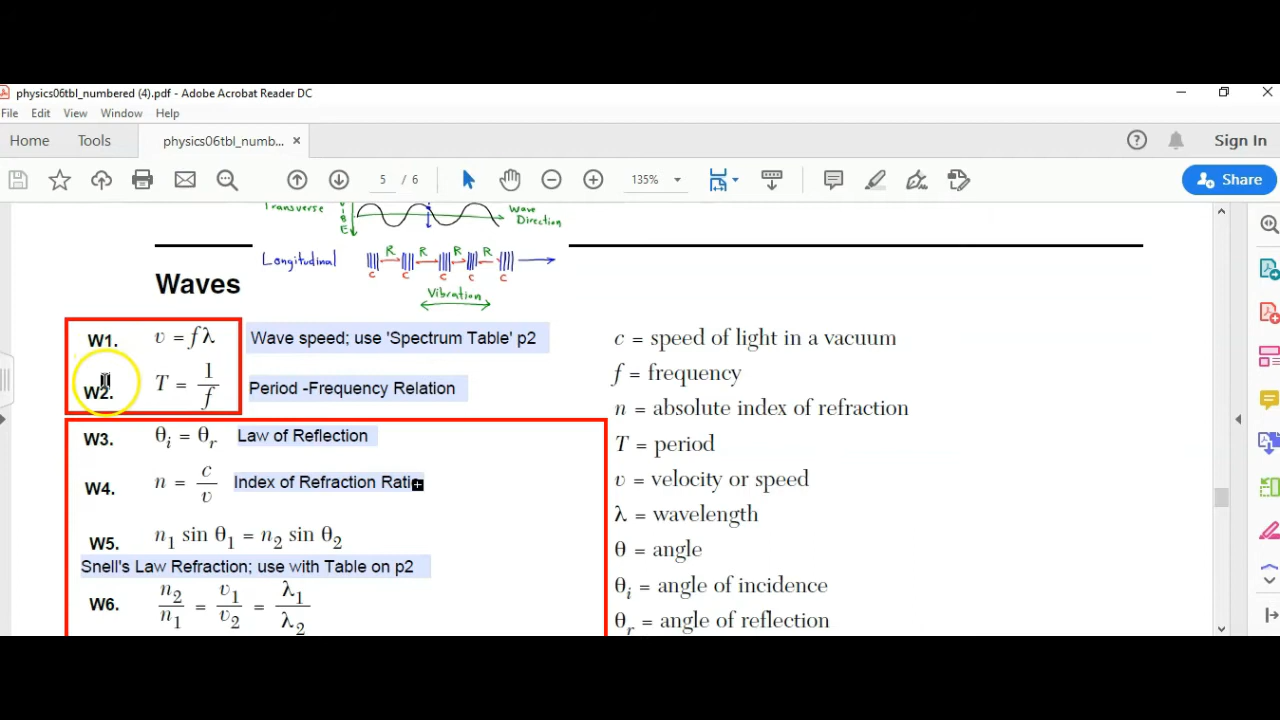 physics06tbl_numbered (4).pdf - Adobe Acrobat Reader DC
File Edit View Window Help
Home Tools physics06tbl_numb... × Sign In
5 / 6 135% Share
Transverse Wave
Direction
Longitudinal R R R R
C C C C C
Vibration
Waves
W1. v = fλ Wave speed; use 'Spectrum Table' p2
W2. T = 1/f Period -Frequency Relation
W3. θi = θr Law of Reflection
W4. n = c/v Index of Refraction Ratio
W5. n1 sin θ1 = n2 sin θ2
Snell's Law Refraction; use with Table on p2
W6. n2/n1 = v1/v2 = λ1/λ2
c = speed of light in a vacuum
f = frequency
n = absolute index of refraction
T = period
v = velocity or speed
λ = wavelength
θ = angle
θi = angle of incidence
θr = angle of reflection